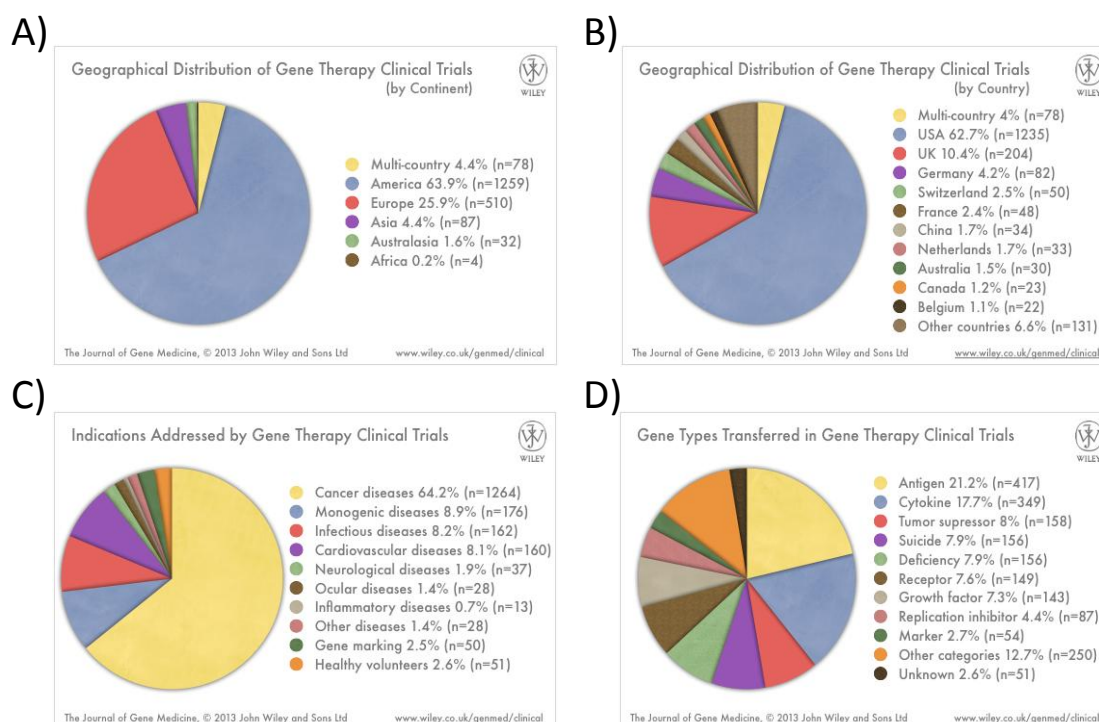 A)
Geographical Distribution of Gene Therapy Clinical Trials
(by Continent)
WILEY
Multi-country 4.4% (n=78)
America 63.9% (n=1259)
Europe 25.9% (n=510)
Asia 4.4% (n=87)
Australasia 1.6% (n=32)
Africa 0.2% (n=4)
The Journal of Gene Medicine, © 2013 John Wiley and Sons Ltd
www.wiley.co.uk/genmed/clinical
B)
Geographical Distribution of Gene Therapy Clinical Trials
(by Country)
WILEY
Multi-country 4% (n=78)
USA 62.7% (n=1235)
UK 10.4% (n=204)
Germany 4.2% (n=82)
Switzerland 2.5% (n=50)
France 2.4% (n=48)
China 1.7% (n=34)
Netherlands 1.7% (n=33)
Australia 1.5% (n=30)
Canada 1.2% (n=23)
Belgium 1.1% (n=22)
Other countries 6.6% (n=131)
The Journal of Gene Medicine, © 2013 John Wiley and Sons Ltd
www.wiley.co.uk/genmed/clinical
C)
Indications Addressed by Gene Therapy Clinical Trials
WILEY
Cancer diseases 64.2% (n=1264)
Monogenic diseases 8.9% (n=176)
Infectious diseases 8.2% (n=162)
Cardiovascular diseases 8.1% (n=160)
Neurological diseases 1.9% (n=37)
Ocular diseases 1.4% (n=28)
Inflammatory diseases 0.7% (n=13)
Other diseases 1.4% (n=28)
Gene marking 2.5% (n=50)
Healthy volunteers 2.6% (n=51)
The Journal of Gene Medicine, © 2013 John Wiley and Sons Ltd
www.wiley.co.uk/genmed/clinical
D)
Gene Types Transferred in Gene Therapy Clinical Trials
WILEY
Antigen 21.2% (n=417)
Cytokine 17.7% (n=349)
Tumor supressor 8% (n=158)
Suicide 7.9% (n=156)
Deficiency 7.9% (n=156)
Receptor 7.6% (n=149)
Growth factor 7.3% (n=143)
Replication inhibitor 4.4% (n=87)
Marker 2.7% (n=54)
Other categories 12.7% (n=250)
Unknown 2.6% (n=51)
The Journal of Gene Medicine, © 2013 John Wiley and Sons Ltd
www.wiley.co.uk/genmed/clinical